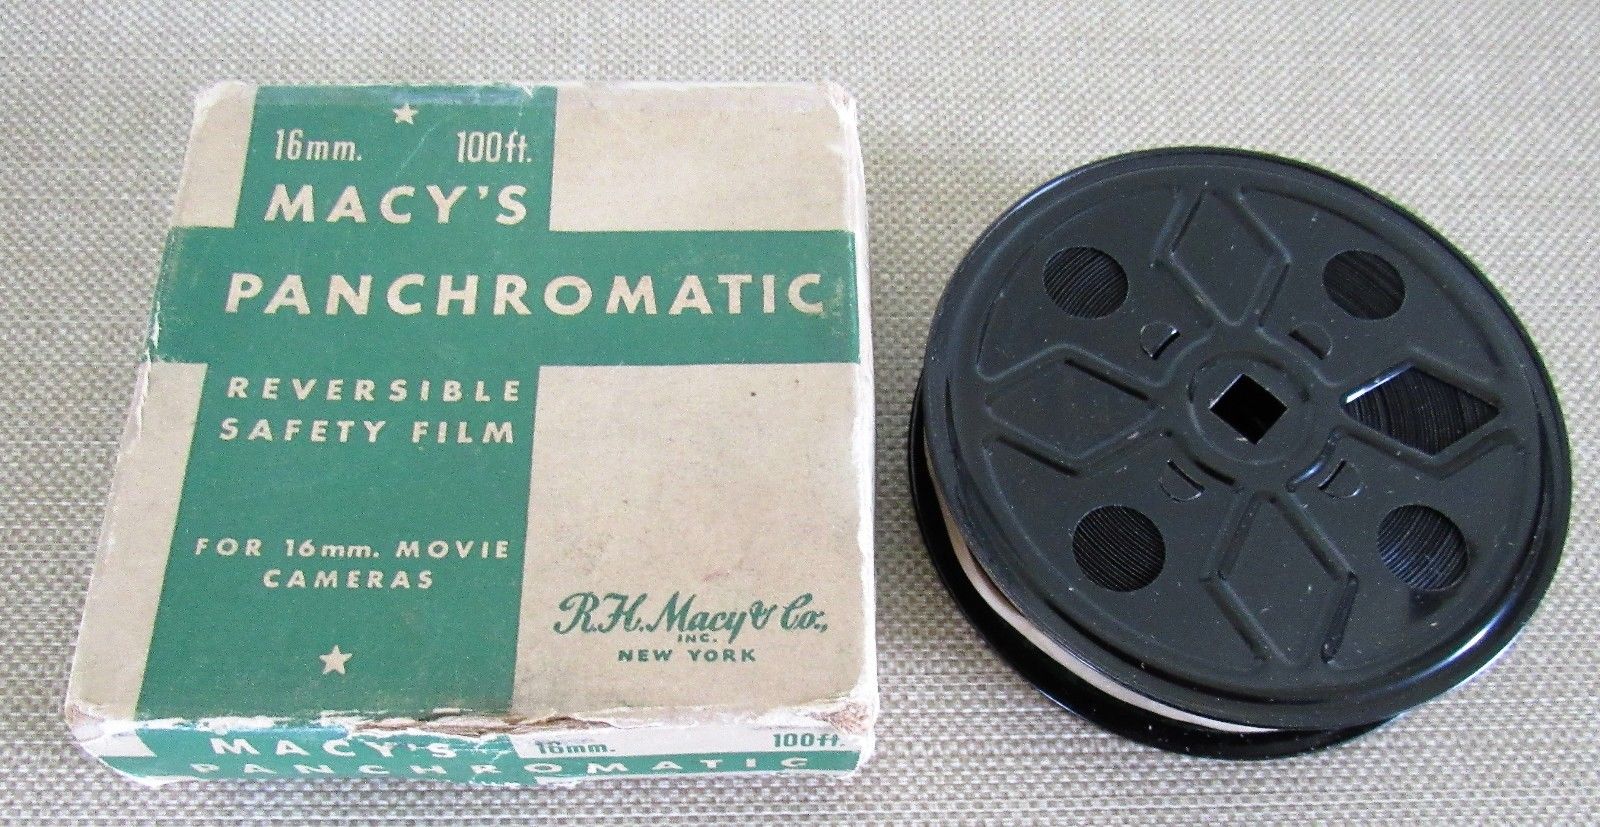 16mm. 100ft.
MACY'S
PANCHROMATIC
REVERSIBLE
SAFETY FILM
FOR 16mm. MOVIE
CAMERAS
R.H. Macy & Co.,
INC.
NEW YORK
MACY'S 16mm. 100ft.
PANCHROMATIC